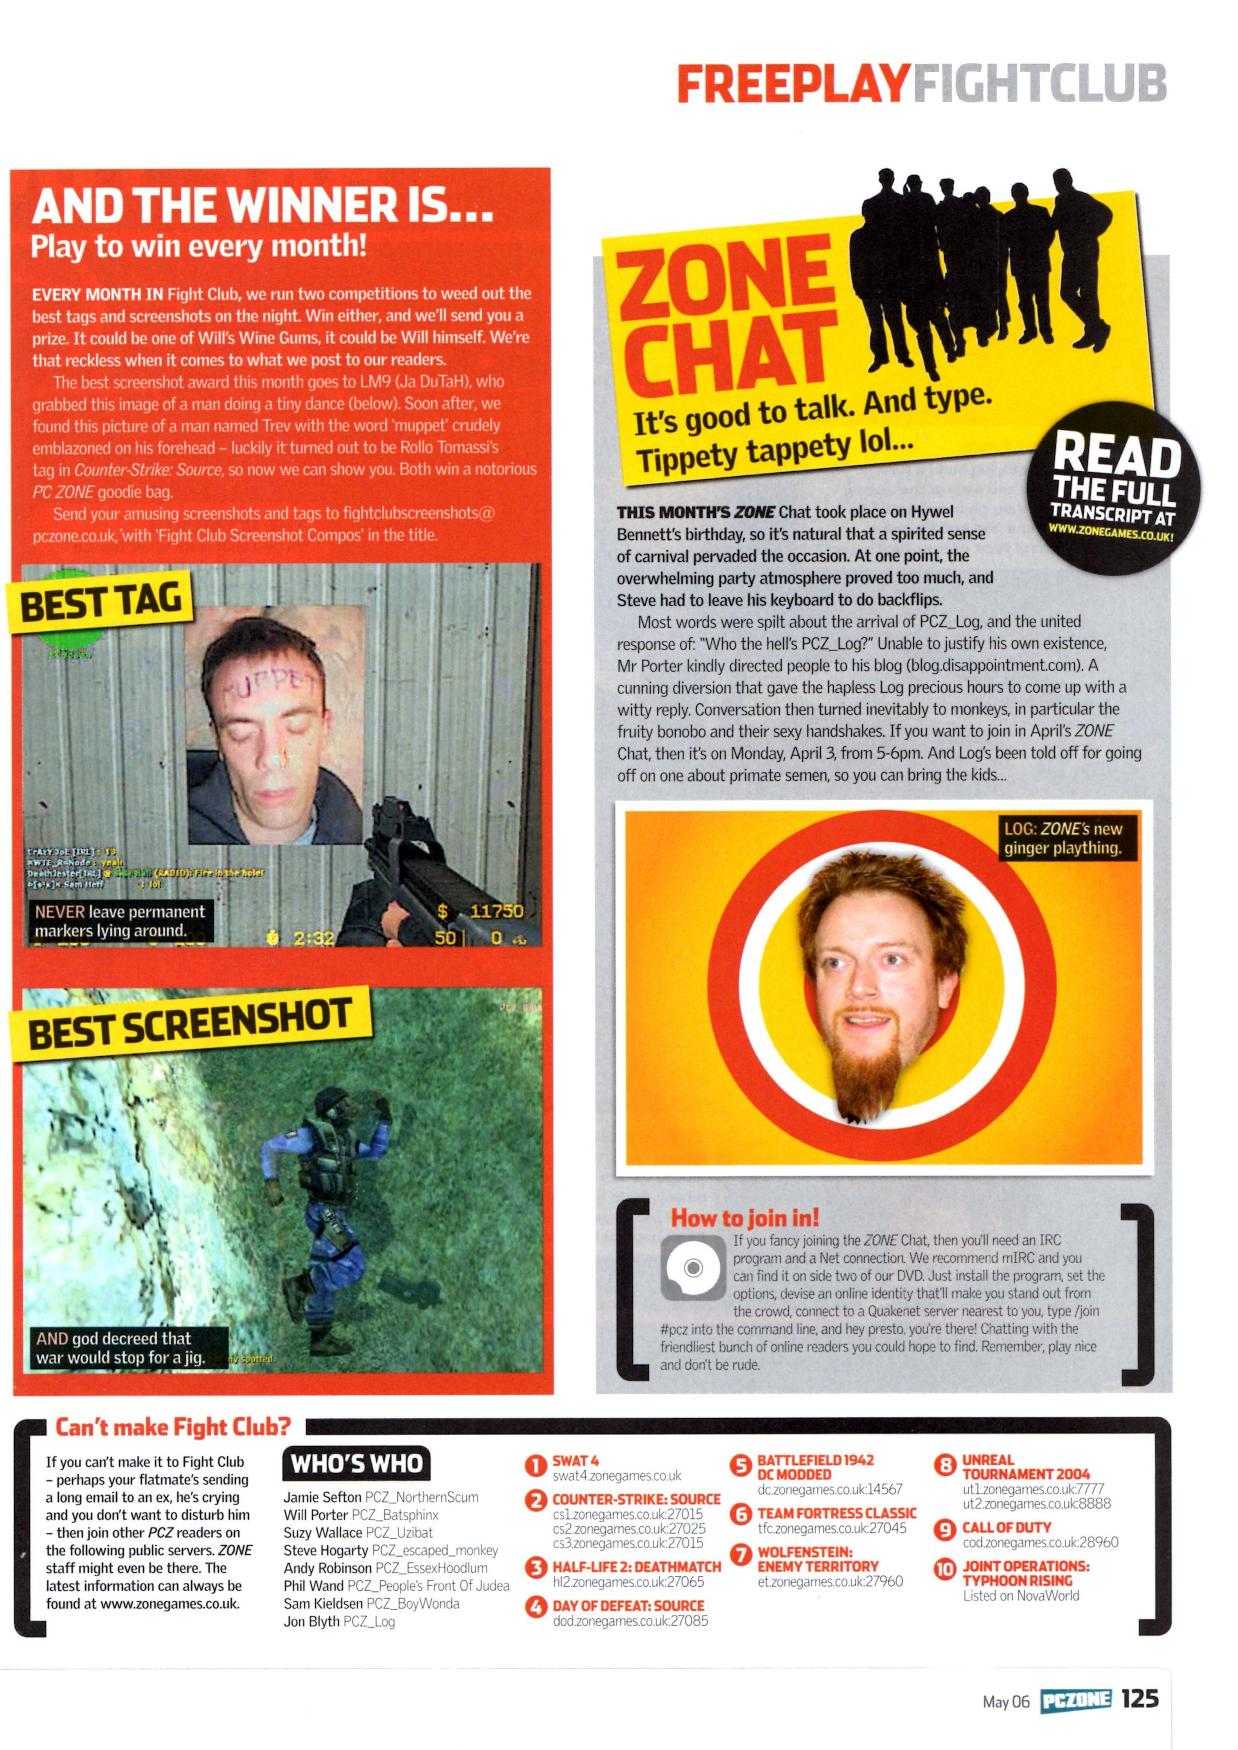 FREEPLAYFIGHTCLUB
AND THE WINNER IS...
Play to win every month!
EVERY MONTH IN Fight Club, we run two competitions to weed out the
best tags and screenshots on the night. Win either, and we'll send you a
prize. It could be one of Will's Wine Gums, it could be Will himself. We're
that reckless when it comes to what we post to our readers.
The best screenshot award this month goes to LM9 (Ja DuTaH), who
grabbed this image of a man doing a tiny dance (below). Soon after, we
found this picture of a man named Trev with the word 'muppet' crudely
emblazoned on his forehead – luckily it turned out to be Rollo Tomassi's
tag in Counter-Strike: Source, so now we can show you. Both win a notorious
PC ZONE goodie bag.
Send your amusing screenshots and tags to fightclubscreenshots@
pczone.co.uk, with 'Fight Club Screenshot Compos' in the title.
BEST TAG
(RADIO): Fire in the hole!
Sam Heff : lol
NEVER leave permanent
markers lying around.
$ 11750
2:32
50 | 0
BEST SCREENSHOT
AND god decreed that
war would stop for a jig.
spotted
ZONE
CHAT
It's good to talk. And type.
Tippety tappety lol...
READ
THE FULL
TRANSCRIPT AT
WWW.ZONEGAMES.CO.UK!
THIS MONTH'S ZONE Chat took place on Hywel
Bennett's birthday, so it's natural that a spirited sense
of carnival pervaded the occasion. At one point, the
overwhelming party atmosphere proved too much, and
Steve had to leave his keyboard to do backflips.
Most words were spilt about the arrival of PCZ_Log, and the united
response of: "Who the hell's PCZ_Log?" Unable to justify his own existence,
Mr Porter kindly directed people to his blog (blog.disappointment.com). A
cunning diversion that gave the hapless Log precious hours to come up with a
witty reply. Conversation then turned inevitably to monkeys, in particular the
fruity bonobo and their sexy handshakes. If you want to join in April's ZONE
Chat, then it's on Monday, April 3, from 5-6pm. And Log's been told off for going
off on one about primate semen, so you can bring the kids...
LOG: ZONE's new
ginger plaything.
How to join in!
If you fancy joining the ZONE Chat, then you'll need an IRC
program and a Net connection. We recommend mIRC and you
can find it on side two of our DVD. Just install the program, set the
options, devise an online identity that'll make you stand out from
the crowd, connect to a Quakenet server nearest to you, type /join
#pcz into the command line, and hey presto, you're there! Chatting with the
friendliest bunch of online readers you could hope to find. Remember, play nice
and don't be rude.
Can't make Fight Club?
If you can't make it to Fight Club
– perhaps your flatmate's sending
a long email to an ex, he's crying
and you don't want to disturb him
– then join other PCZ readers on
the following public servers. ZONE
staff might even be there. The
latest information can always be
found at www.zonegames.co.uk.
WHO'S WHO
Jamie Sefton PCZ_NorthernScum
Will Porter PCZ_Batsphinx
Suzy Wallace PCZ_Uzibat
Steve Hogarty PCZ_escaped_monkey
Andy Robinson PCZ_EssexHoodlum
Phil Wand PCZ_People's Front Of Judea
Sam Kieldsen PCZ_BoyWonda
Jon Blyth PCZ_Log
1 SWAT 4
swat4.zonegames.co.uk
2 COUNTER-STRIKE: SOURCE
cs1.zonegames.co.uk:27015
cs2.zonegames.co.uk:27025
cs3.zonegames.co.uk:27015
3 HALF-LIFE 2: DEATHMATCH
hl2.zonegames.co.uk:27065
4 DAY OF DEFEAT: SOURCE
dod.zonegames.co.uk:27085
5 BATTLEFIELD 1942
DC MODDED
dc.zonegames.co.uk:14567
6 TEAM FORTRESS CLASSIC
tfc.zonegames.co.uk:27045
7 WOLFENSTEIN:
ENEMY TERRITORY
et.zonegames.co.uk:27960
8 UNREAL
TOURNAMENT 2004
ut1.zonegames.co.uk:7777
ut2.zonegames.co.uk:8888
9 CALL OF DUTY
cod.zonegames.co.uk:28960
10 JOINT OPERATIONS:
TYPHOON RISING
Listed on NovaWorld
May 06 PCZONE 125